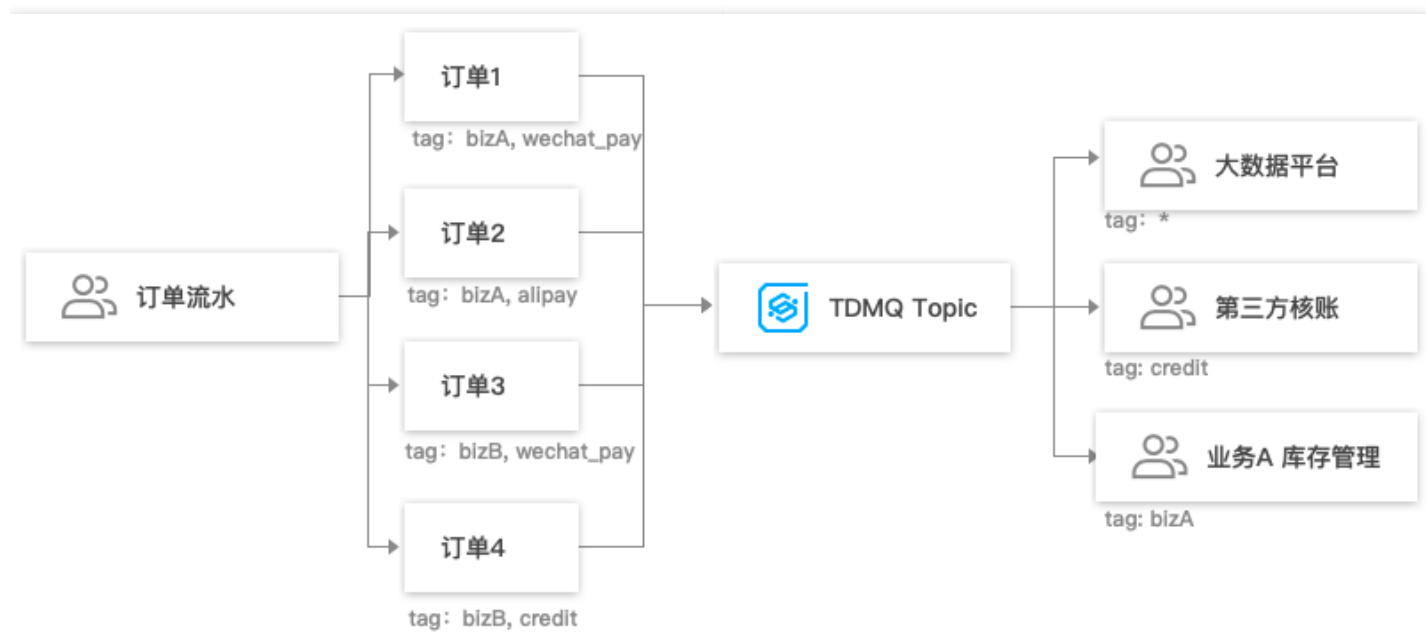 订单流水
订单1
tag：bizA, wechat_pay
订单2
tag：bizA, alipay
订单3
tag：bizB, wechat_pay
订单4
tag：bizB, credit
TDMQ Topic
大数据平台
tag：*
第三方核账
tag: credit
业务A 库存管理
tag: bizA